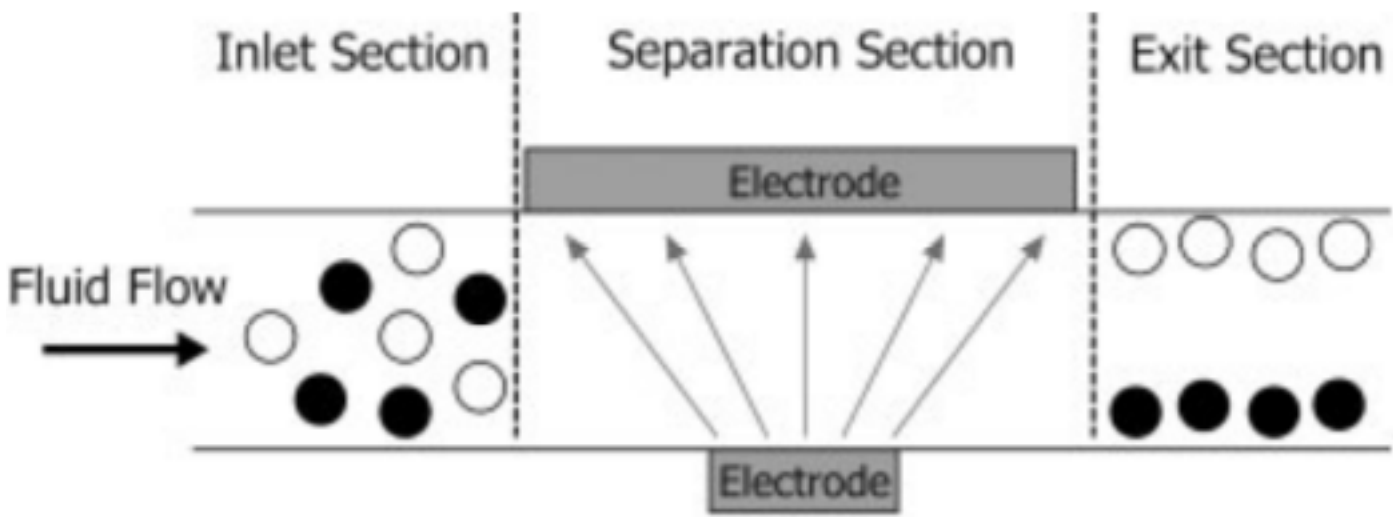 Inlet Section
Separation Section
Exit Section
Electrode
Fluid Flow
Electrode